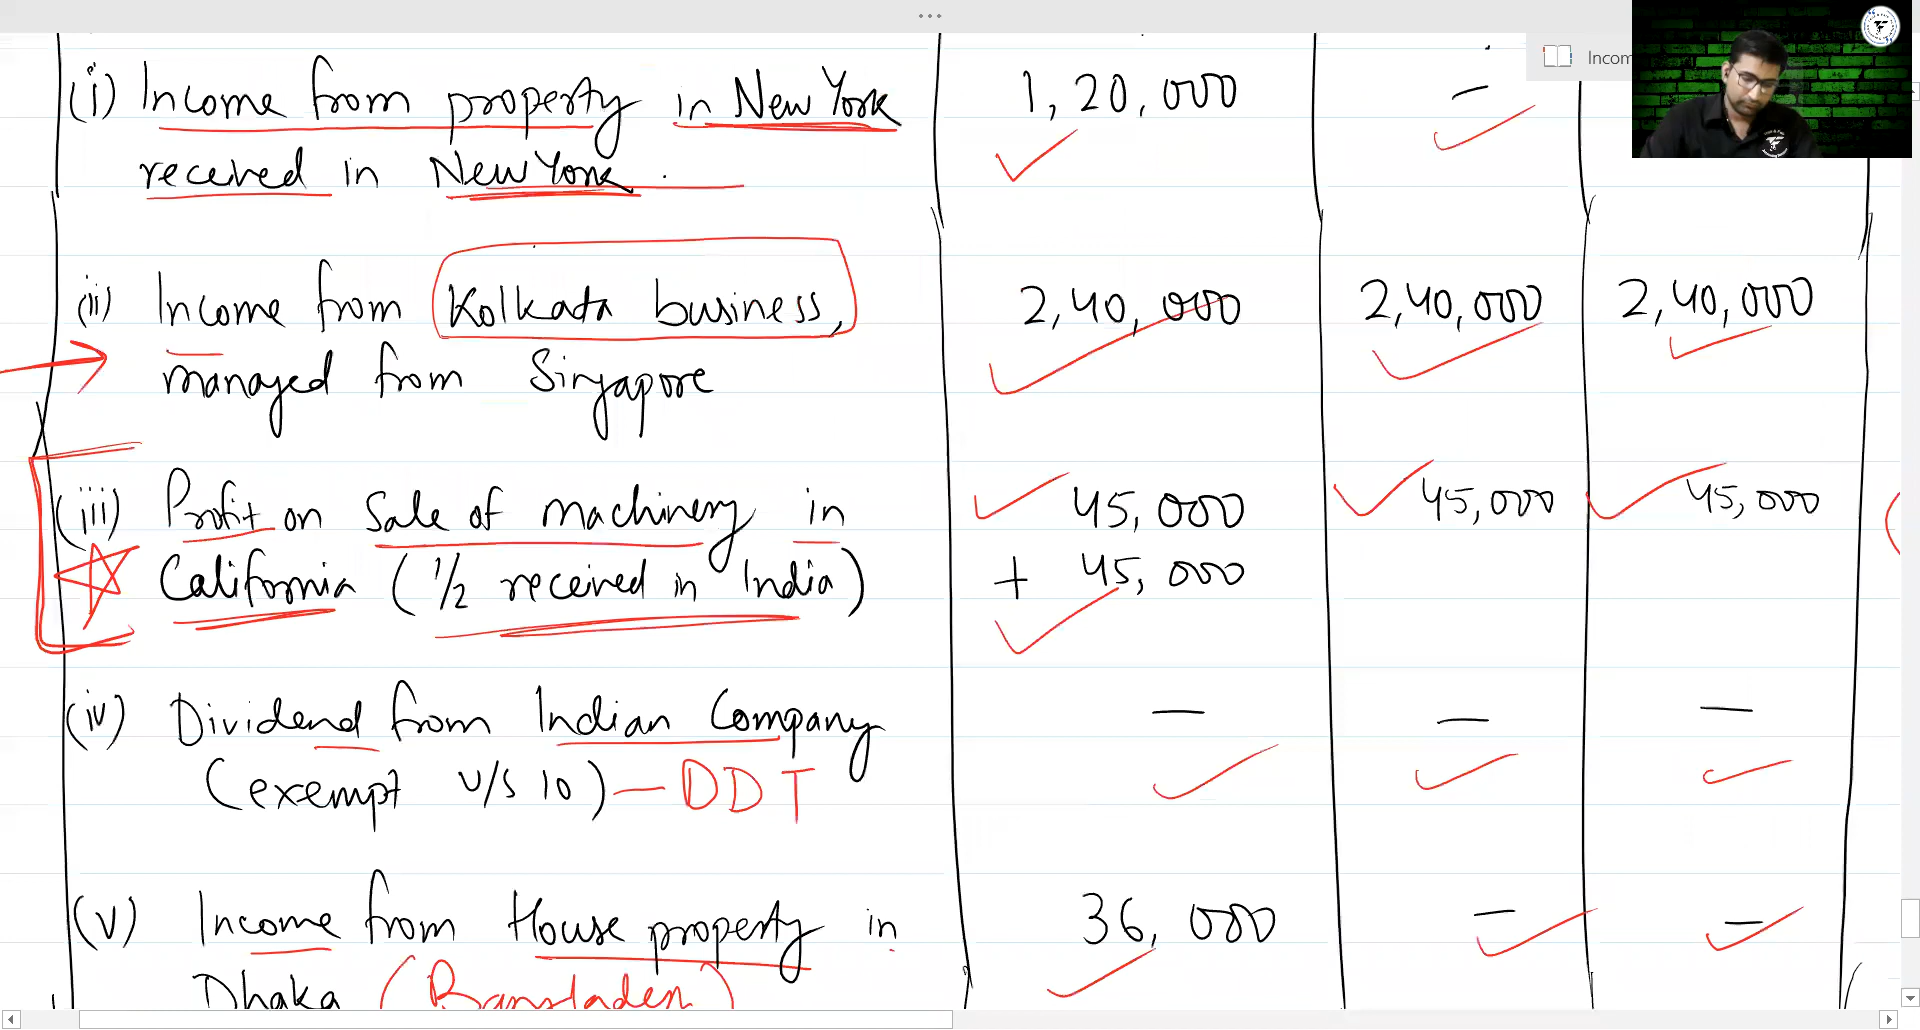 Incom
(i) Income from property in New York 1,20,000 -
received in New York.
(ii) Income from Kolkata business, 2,40,000 2,40,000 2,40,000
managed from Singapore
(iii) Profit on Sale of machinery in 45,000 45,000 45,000
California (1/2 received in India) + 45,000
(iv) Dividend from Indian Company - - -
(exempt U/S 10) - DDT
(v) Income from House property in 36,000 - -
Dhaka (Bangladesh)